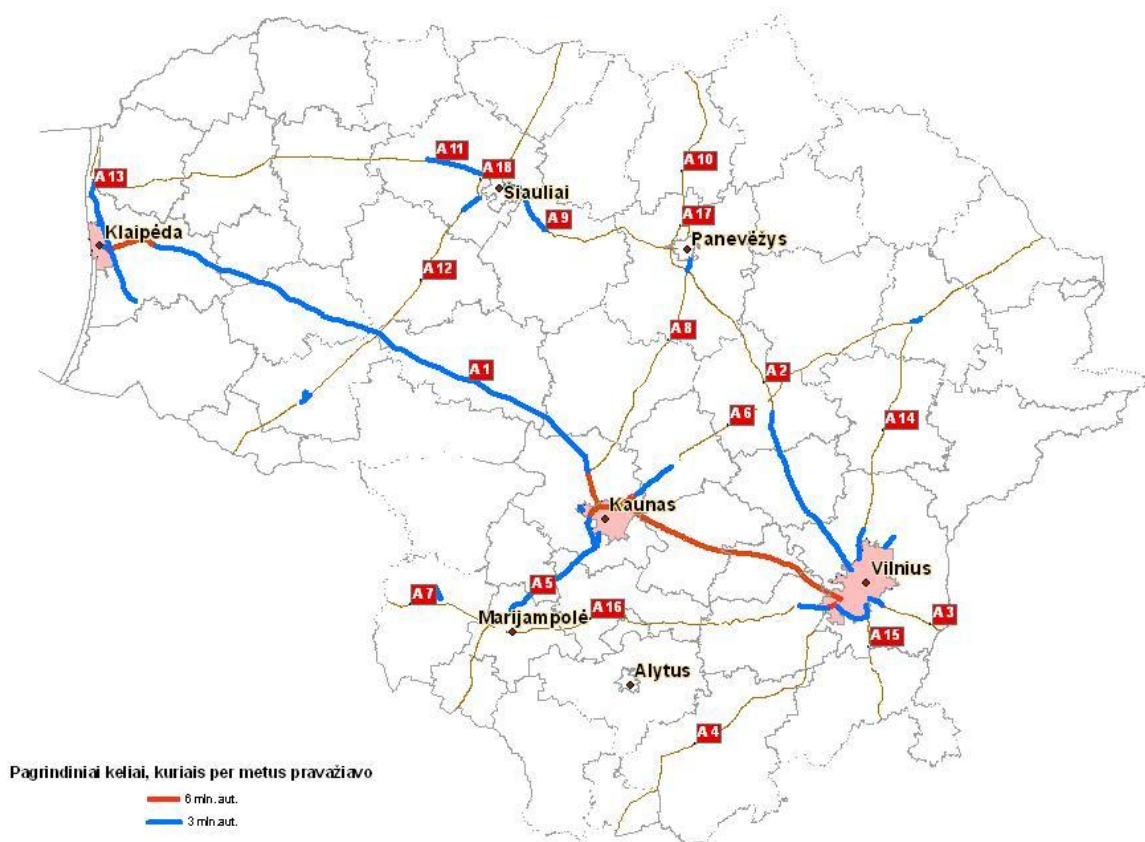 A 11
A 18
A 10
A 13
Šiauliai
A 17
A 9
Klaipėda
Panevėžys
A 12
A 8
A 1
A 2
A 6
A 14
Kaunas
Vilnius
A 5
A 7
A 16
A 3
Marijampolė
A 15
Alytus
A 4
Pagrindiniai keliai, kuriais per metus pravažiavo
6 mln.aut.
3 mln.aut.